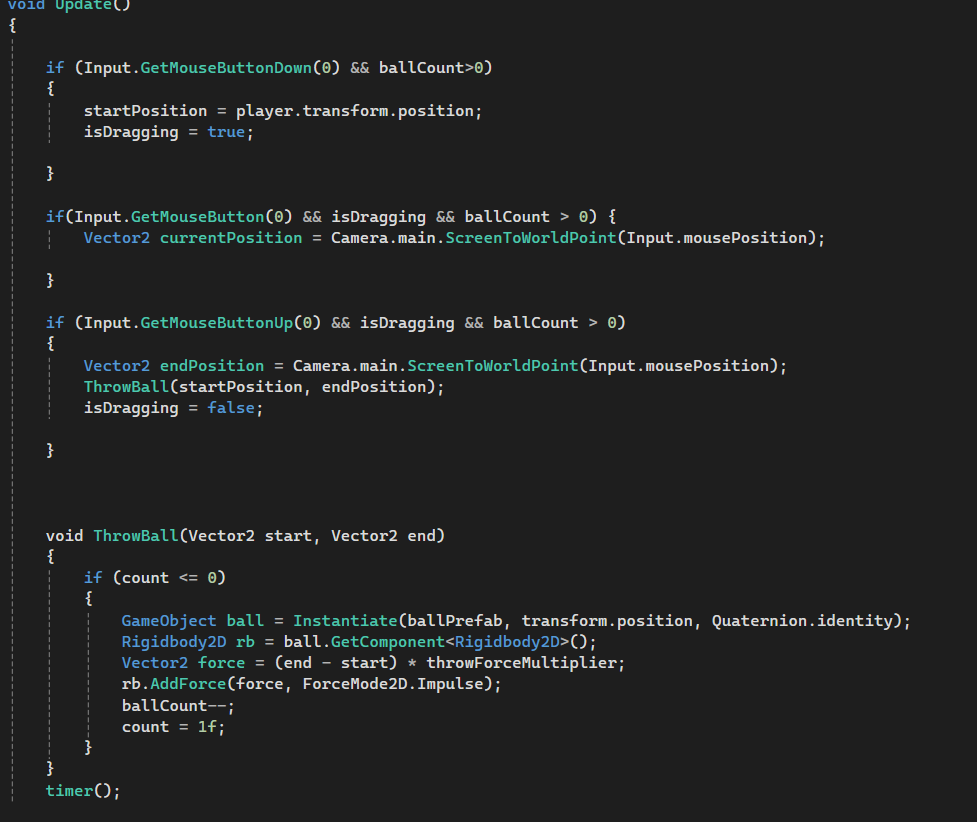 void Update()
{
if (Input.GetMouseButtonDown(0) && ballCount>0)
{
startPosition = player.transform.position;
isDragging = true;
}
if(Input.GetMouseButton(0) && isDragging && ballCount > 0) {
Vector2 currentPosition = Camera.main.ScreenToWorldPoint(Input.mousePosition);
}
if (Input.GetMouseButtonUp(0) && isDragging && ballCount > 0)
{
Vector2 endPosition = Camera.main.ScreenToWorldPoint(Input.mousePosition);
ThrowBall(startPosition, endPosition);
isDragging = false;
}
void ThrowBall(Vector2 start, Vector2 end)
{
if (count <= 0)
{
GameObject ball = Instantiate(ballPrefab, transform.position, Quaternion.identity);
Rigidbody2D rb = ball.GetComponent<Rigidbody2D>();
Vector2 force = (end - start) * throwForceMultiplier;
rb.AddForce(force, ForceMode2D.Impulse);
ballCount--;
count = 1f;
}
}
timer();